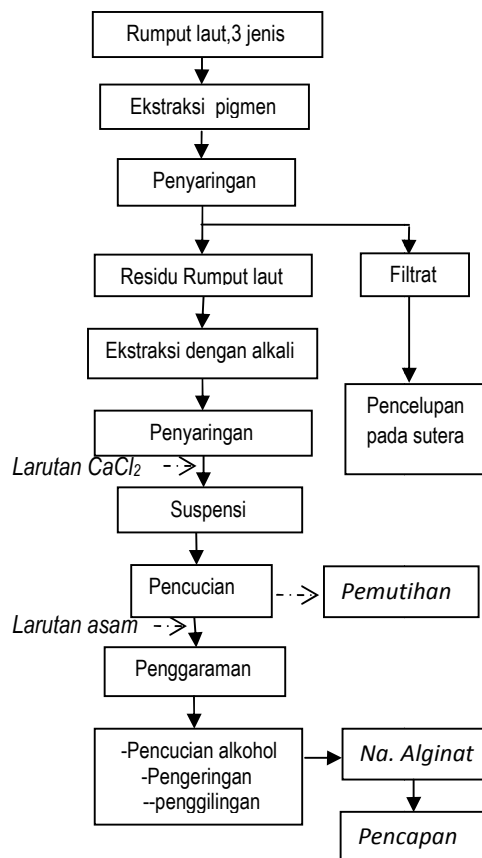 Rumput laut,3 jenis
Ekstraksi pigmen
Penyaringan
Residu Rumput laut
Filtrat
Ekstraksi dengan alkali
Pencelupan
pada sutera
Penyaringan
Larutan CaCl₂
Suspensi
Pencucian
Pemutihan
Larutan asam
Penggaraman
-Pencucian alkohol
-Pengeringan
--penggilingan
Na. Alginat
Pencapan